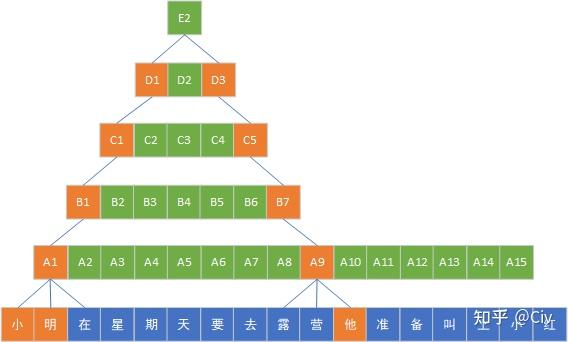 E2
D1 D2 D3
C1 C2 C3 C4 C5
B1 B2 B3 B4 B5 B6 B7
A1 A2 A3 A4 A5 A6 A7 A8 A9 A10 A11 A12 A13 A14 A15
小 明 在 星 期 天 要 去 露 营 他 准 备 叫 上 小 红
知乎 @Civ